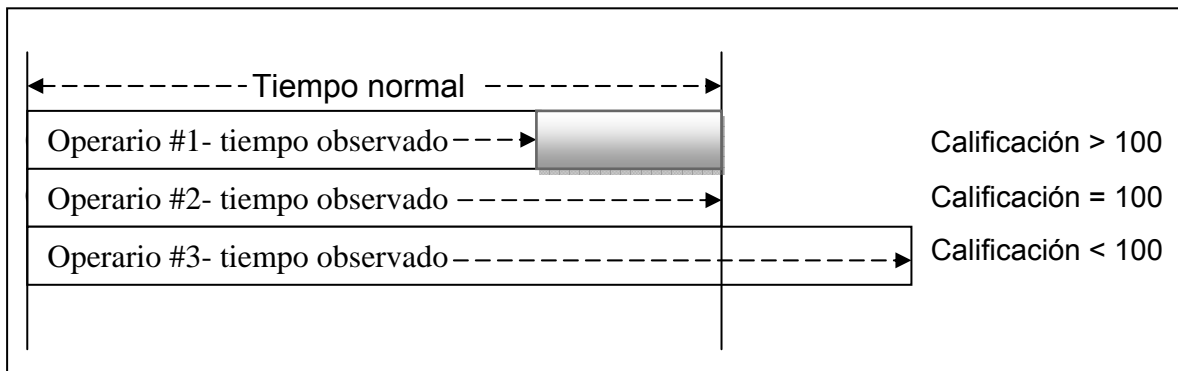 Tiempo normal
Operario #1- tiempo observado
Calificación > 100
Operario #2- tiempo observado
Calificación = 100
Operario #3- tiempo observado
Calificación < 100